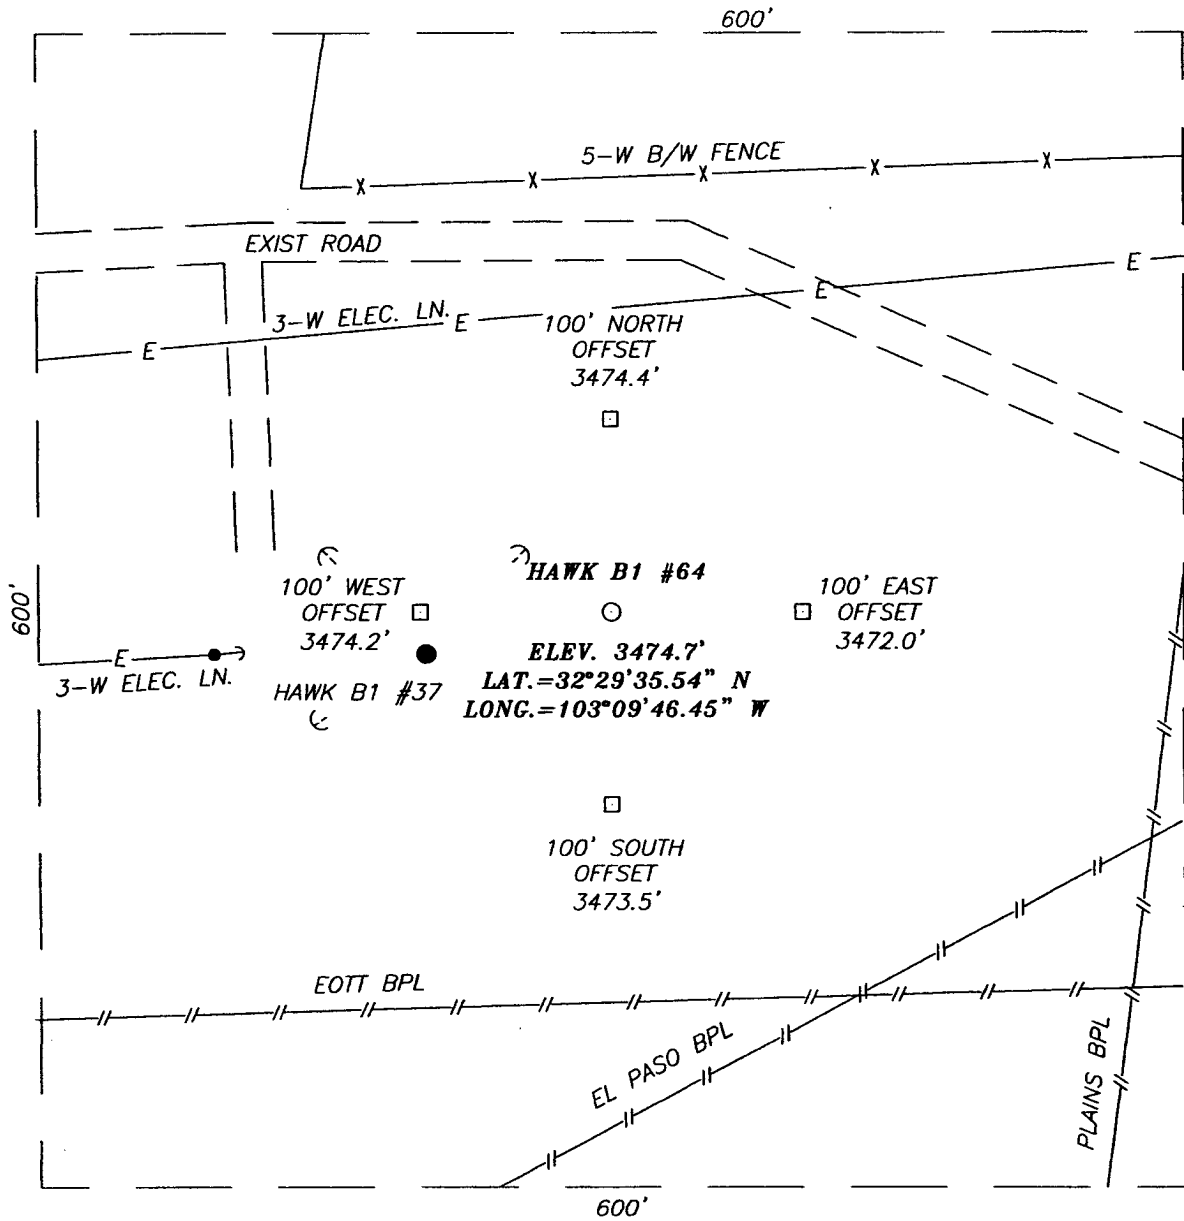 600'
5-W B/W FENCE
EXIST ROAD
E
3-W ELEC. LN.
E
E
E
100' NORTH
OFFSET
3474.4'
HAWK B1 #64
100' WEST
OFFSET
3474.2'
100' EAST
OFFSET
3472.0'
600'
E
3-W ELEC. LN.
HAWK B1 #37
ELEV. 3474.7'
LAT.=32°29'35.54" N
LONG.=103°09'46.45" W
100' SOUTH
OFFSET
3473.5'
EOTT BPL
EL PASO BPL
PLAINS BPL
600'